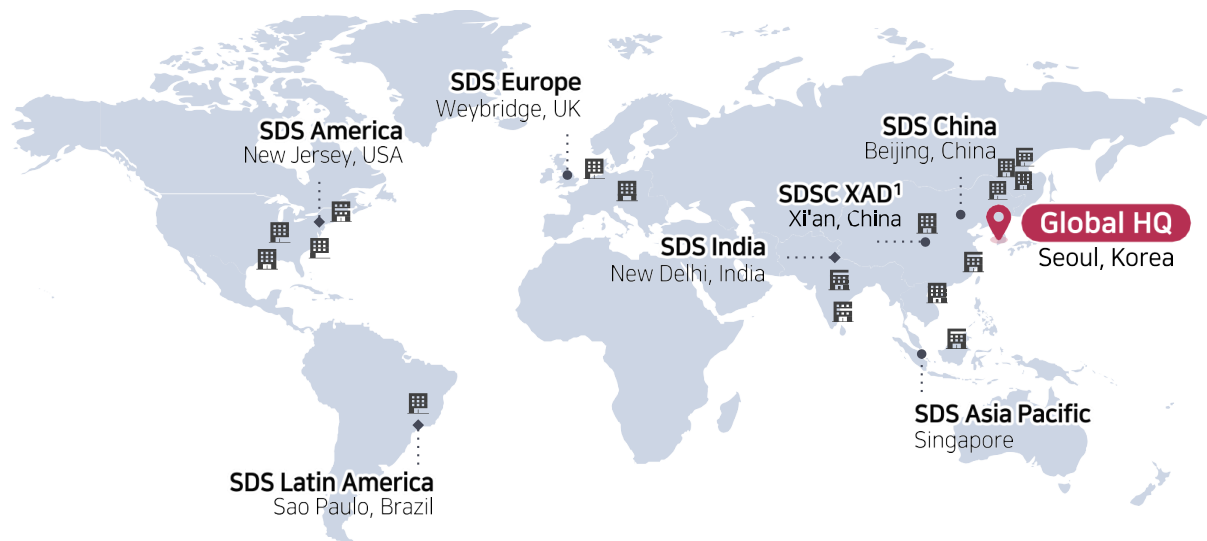 SDS Europe
Weybridge, UK
SDS America
New Jersey, USA
SDS China
Beijing, China
SDSC XAD¹
Xi'an, China
Global HQ
Seoul, Korea
SDS India
New Delhi, India
SDS Asia Pacific
Singapore
SDS Latin America
Sao Paulo, Brazil